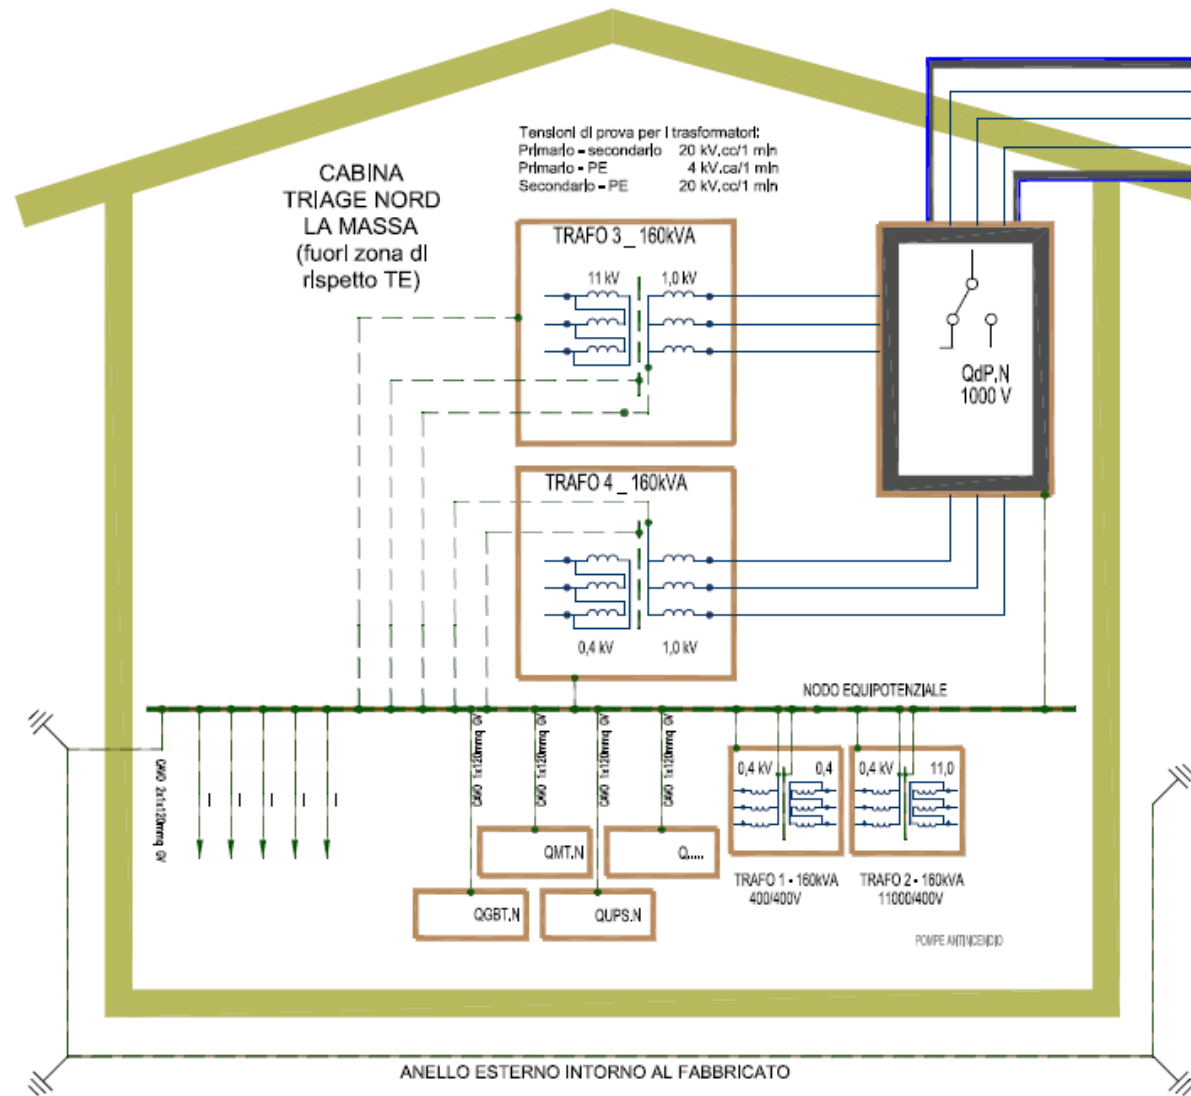 Tensioni di prova per i trasformatori:
Primario - secondario 20 kV.cc/1 min
Primario - PE 4 kV.ca/1 min
Secondario - PE 20 kV.cc/1 min
CABINA
TRIAGE NORD
LA MASSA
(fuori zona di
rispetto TE)
TRAFO 3 _ 160kVA
11 kV 1,0 kV
QdP.N
1000 V
TRAFO 4 _ 160kVA
0,4 kV 1,0 kV
NODO EQUIPOTENZIALE
CAVO 2x1x120mmq GV
CAVO 1x120mmq GV
CAVO 1x120mmq GV
CAVO 1x120mmq GV
CAVO 1x120mmq GV
0,4 kV 0,4
0,4 kV 11,0
QMT.N
Q.....
QGBT.N
QUPS.N
TRAFO 1 - 160kVA
400/400V
TRAFO 2 - 160kVA
11000/400V
POMPE ANTINCENDIO
ANELLO ESTERNO INTORNO AL FABBRICATO